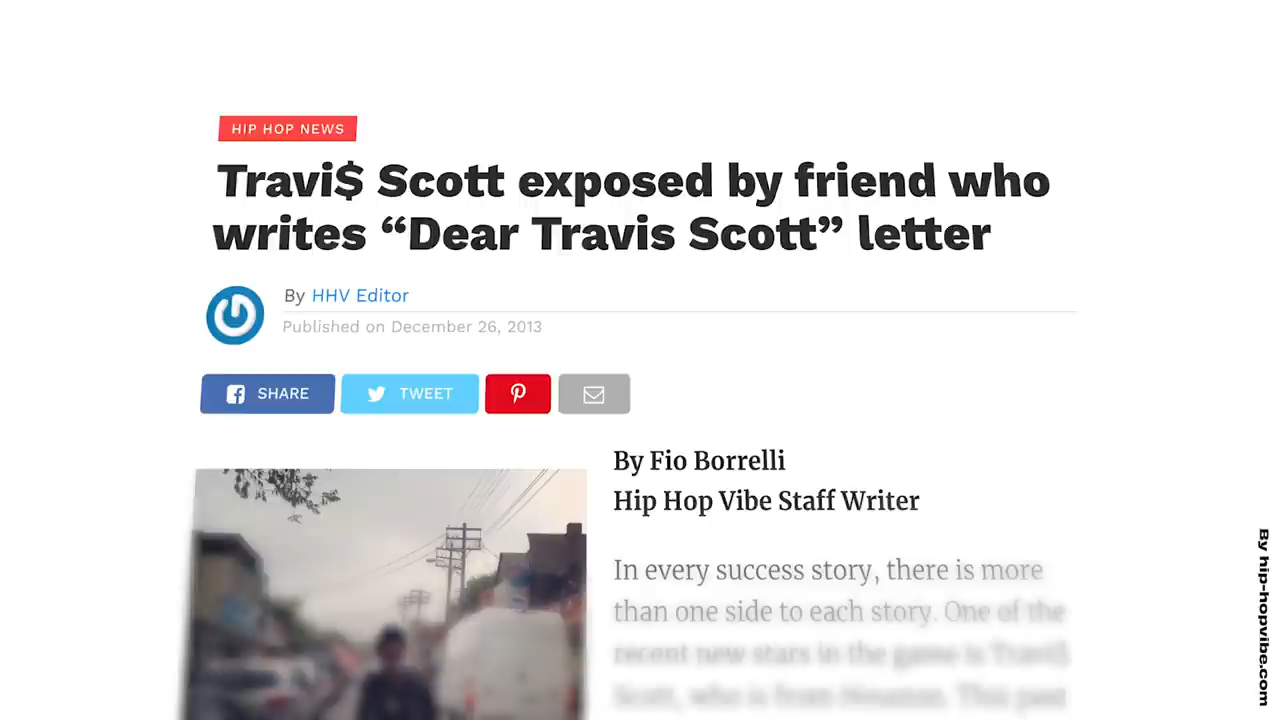 HIP HOP NEWS
Travi$ Scott exposed by friend who
writes “Dear Travis Scott” letter
By HHV Editor
Published on December 26, 2013
SHARE
TWEET
By Fio Borrelli
Hip Hop Vibe Staff Writer
In every success story, there is more
than one side to each story. One of the
recent new stars in the game is Travi$
Scott, who is from Houston. This past
By hip-hopvibe.com